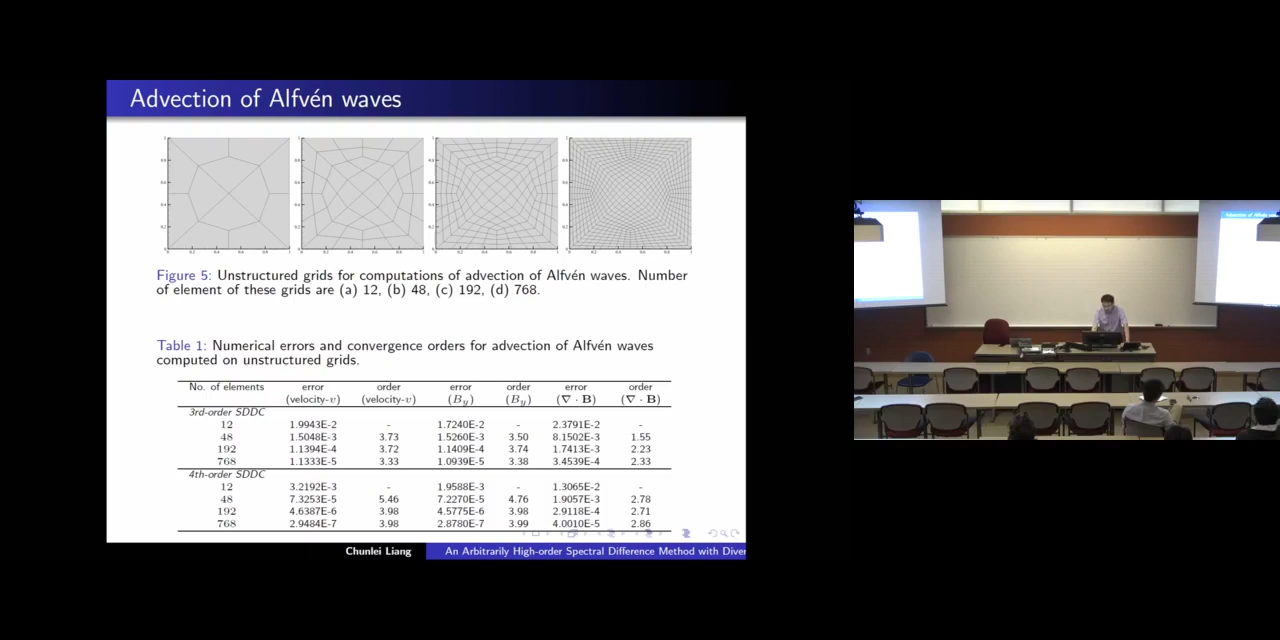 Advection of Alfvén waves
Figure 5: Unstructured grids for computations of advection of Alfvén waves. Number
of element of these grids are (a) 12, (b) 48, (c) 192, (d) 768.
Table 1: Numerical errors and convergence orders for advection of Alfvén waves
computed on unstructured grids.
No. of elements error order error order error order
(velocity-v) (velocity-v) (B_y) (B_y) (∇ · B) (∇ · B)
3rd-order SDDC
12 1.9943E-2 - 1.7240E-2 - 2.3791E-2 -
48 1.5048E-3 3.73 1.5260E-3 3.50 8.1502E-3 1.55
192 1.1394E-4 3.72 1.1409E-4 3.74 1.7413E-3 2.23
768 1.1333E-5 3.33 1.0939E-5 3.38 3.4539E-4 2.33
4th-order SDDC
12 3.2192E-3 - 1.9588E-3 - 1.3065E-2 -
48 7.3253E-5 5.46 7.2270E-5 4.76 1.9057E-3 2.78
192 4.6387E-6 3.98 4.5775E-6 3.98 2.9118E-4 2.71
768 2.9484E-7 3.98 2.8780E-7 3.99 4.0010E-5 2.86
Chunlei Liang An Arbitrarily High-order Spectral Difference Method with Diver